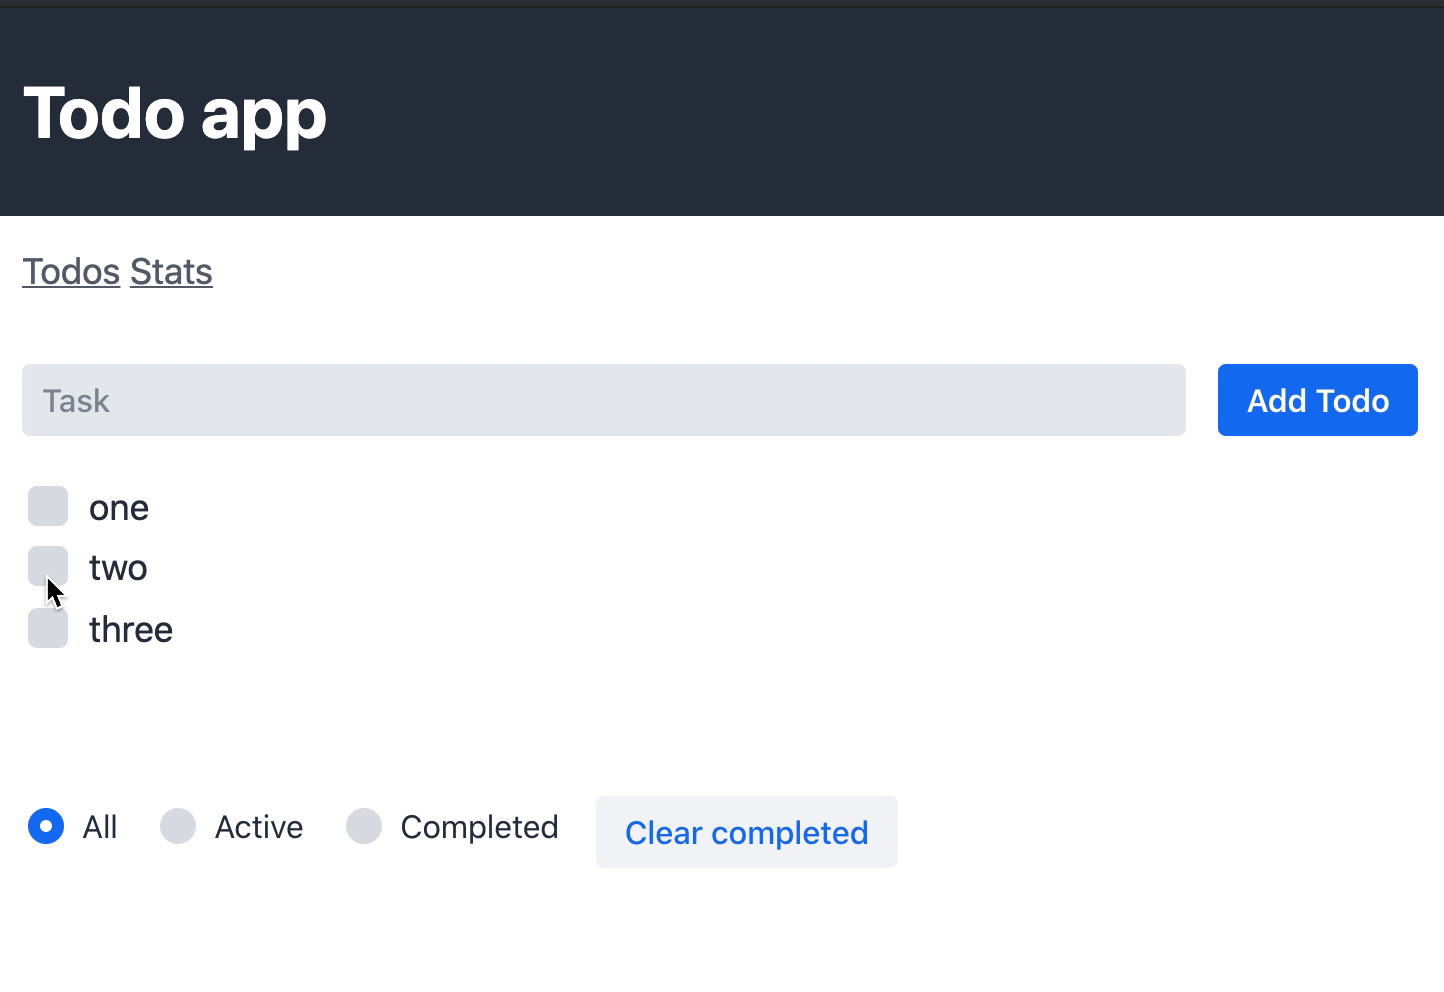 Todo app
Todos Stats
Task
Add Todo
one
two
three
All Active Completed Clear completed